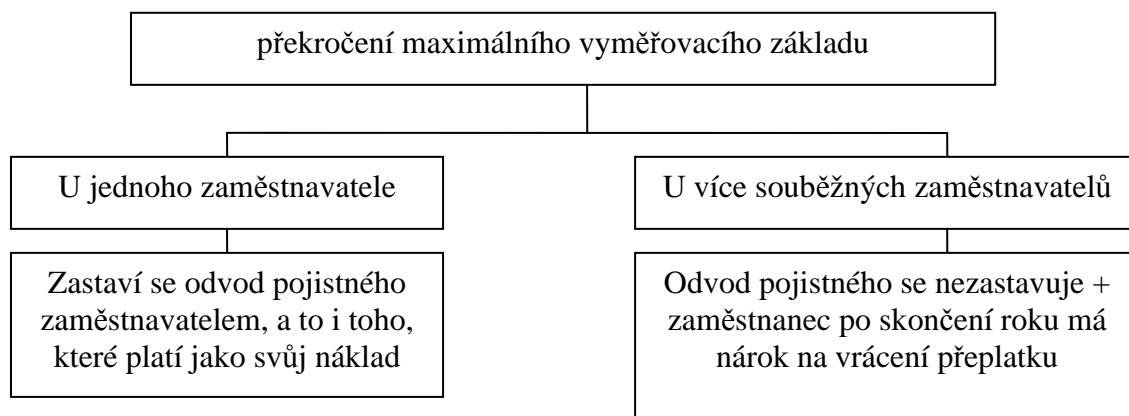 překročení maximálního vyměřovacího základu
U jednoho zaměstnavatele
U více souběžných zaměstnavatelů
Zastaví se odvod pojistného
zaměstnavatelem, a to i toho,
které platí jako svůj náklad
Odvod pojistného se nezastavuje +
zaměstnanec po skončení roku má
nárok na vrácení přeplatku